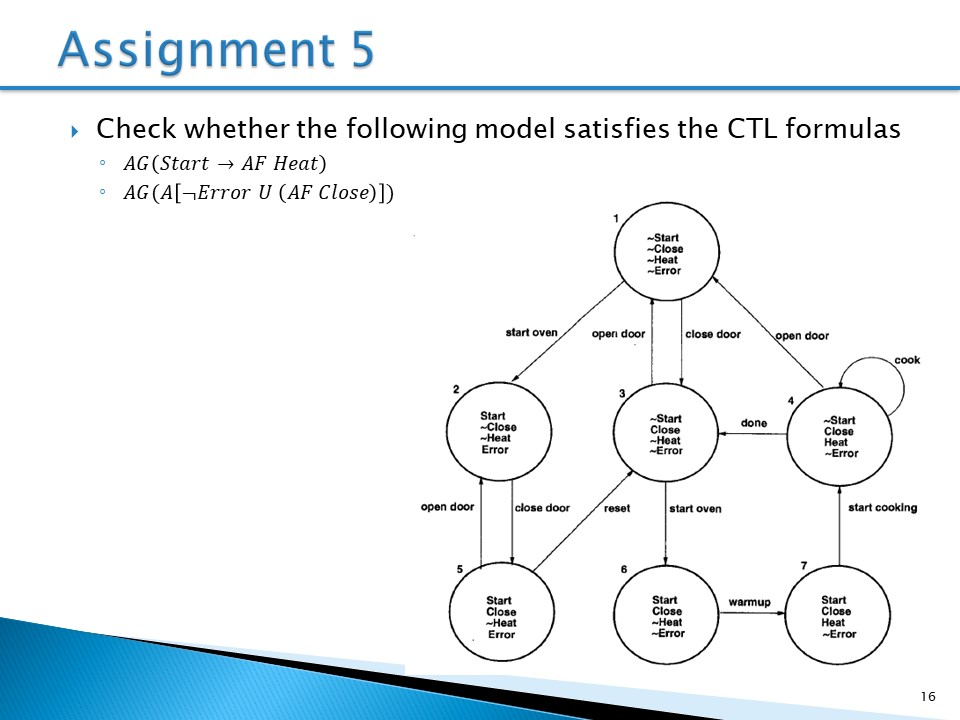 Assignment 5
Check whether the following model satisfies the CTL formulas
AG(Start → AF Heat)
AG(A[¬Error U (AF Close)])
1
~Start
~Close
~Heat
~Error
start oven
open door
close door
open door
cook
2
Start
~Close
~Heat
Error
3
~Start
Close
~Heat
~Error
done
4
~Start
Close
Heat
~Error
open door
close door
reset
start oven
start cooking
5
Start
Close
~Heat
Error
6
Start
Close
~Heat
~Error
warmup
7
Start
Close
Heat
~Error
16